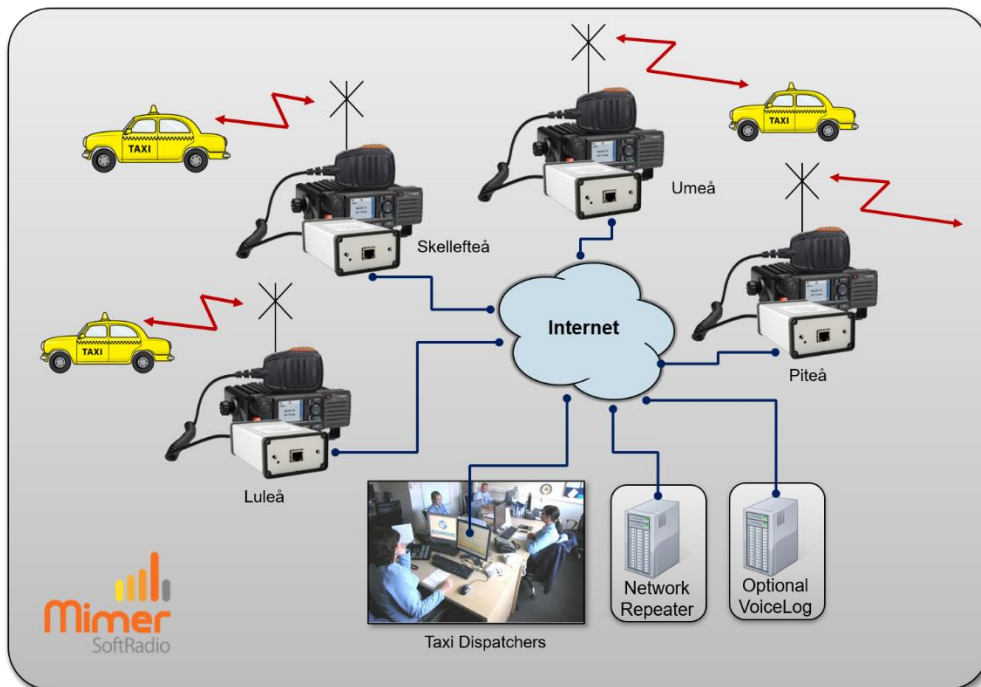 TAXI
TAXI
Umeå
Skellefteå
TAXI
Internet
Piteå
Luleå
Network
Repeater
Optional
VoiceLog
Taxi Dispatchers
Mimer
SoftRadio